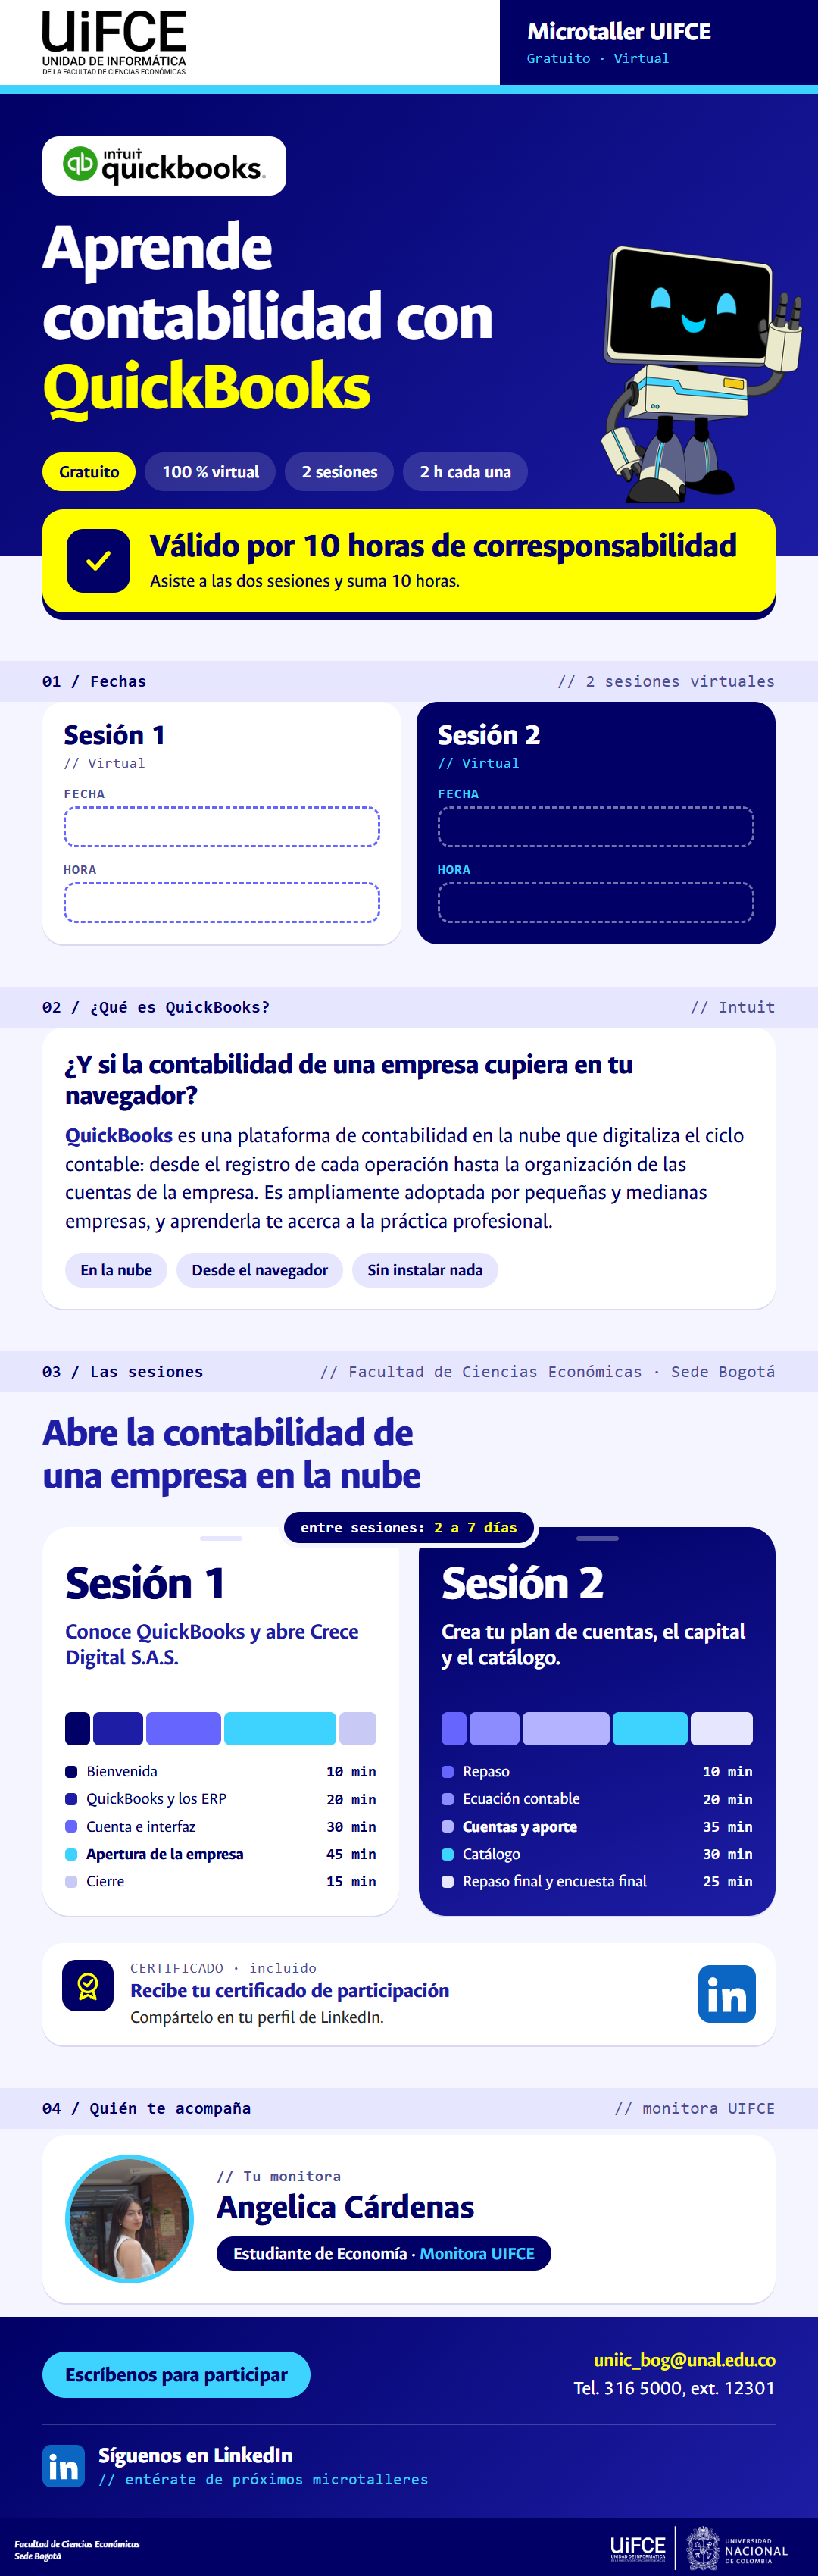 UiFCE
UNIDAD DE INFORMÁTICA
DE LA FACULTAD DE CIENCIAS ECONÓMICAS
Microtaller UIFCE
Gratuito · Virtual
qb intuit quickbooks.
Aprende
contabilidad con
QuickBooks
Gratuito
100 % virtual
2 sesiones
2 h cada una
Válido por 10 horas de corresponsabilidad
Asiste a las dos sesiones y suma 10 horas.
01 / Fechas
// 2 sesiones virtuales
Sesión 1
// Virtual
FECHA
HORA
Sesión 2
// Virtual
FECHA
HORA
02 / ¿Qué es QuickBooks?
// Intuit
¿Y si la contabilidad de una empresa cupiera en tu
navegador?
QuickBooks es una plataforma de contabilidad en la nube que digitaliza el ciclo
contable: desde el registro de cada operación hasta la organización de las
cuentas de la empresa. Es ampliamente adoptada por pequeñas y medianas
empresas, y aprenderla te acerca a la práctica profesional.
En la nube
Desde el navegador
Sin instalar nada
03 / Las sesiones
// Facultad de Ciencias Económicas · Sede Bogotá
Abre la contabilidad de
una empresa en la nube
entre sesiones: 2 a 7 días
Sesión 1
Conoce QuickBooks y abre Crece
Digital S.A.S.
Bienvenida 10 min
QuickBooks y los ERP 20 min
Cuenta e interfaz 30 min
Apertura de la empresa 45 min
Cierre 15 min
Sesión 2
Crea tu plan de cuentas, el capital
y el catálogo.
Repaso 10 min
Ecuación contable 20 min
Cuentas y aporte 35 min
Catálogo 30 min
Repaso final y encuesta final 25 min
CERTIFICADO · incluido
Recibe tu certificado de participación
Compártelo en tu perfil de LinkedIn.
in
04 / Quién te acompaña
// monitora UIFCE
// Tu monitora
Angelica Cárdenas
Estudiante de Economía · Monitora UIFCE
Escríbenos para participar
uniic_bog@unal.edu.co
Tel. 316 5000, ext. 12301
in
Síguenos en LinkedIn
// entérate de próximos microtalleres
Facultad de Ciencias Económicas
Sede Bogotá
UiFCE
UNIDAD DE INFORMÁTICA
DE LA FACULTAD DE CIENCIAS ECONÓMICAS
UNIVERSIDAD
NACIONAL
DE COLOMBIA